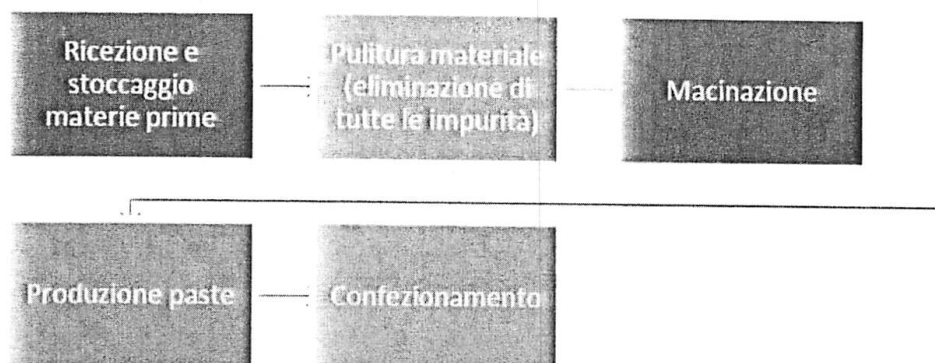 Ricezione e
stoccaggio
materie prime
Pulitura materiale
(eliminazione di
tutte le impurità)
Macinazione
Produzione paste
Confezionamento